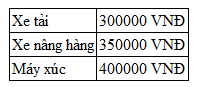 Xe tải 300000 VNĐ
Xe nâng hàng 350000 VNĐ
Máy xúc 400000 VNĐ